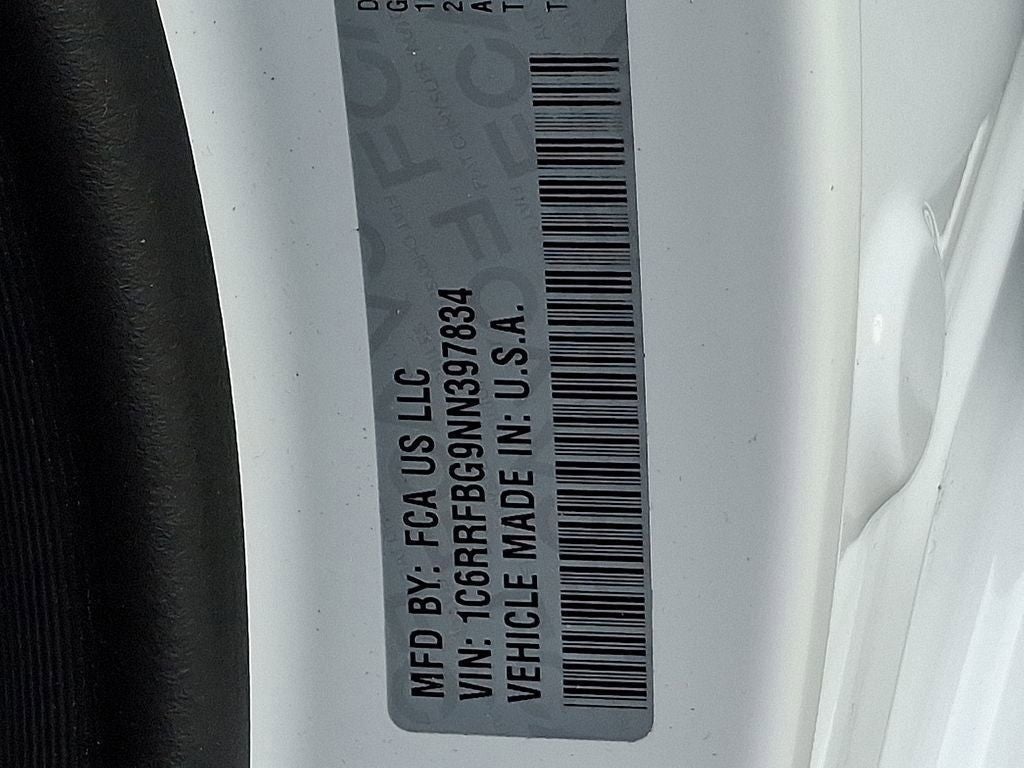 MFD BY: FCA US LLC
VIN: 1C6RRFBG9NN397834
VEHICLE MADE IN: U.S.A.